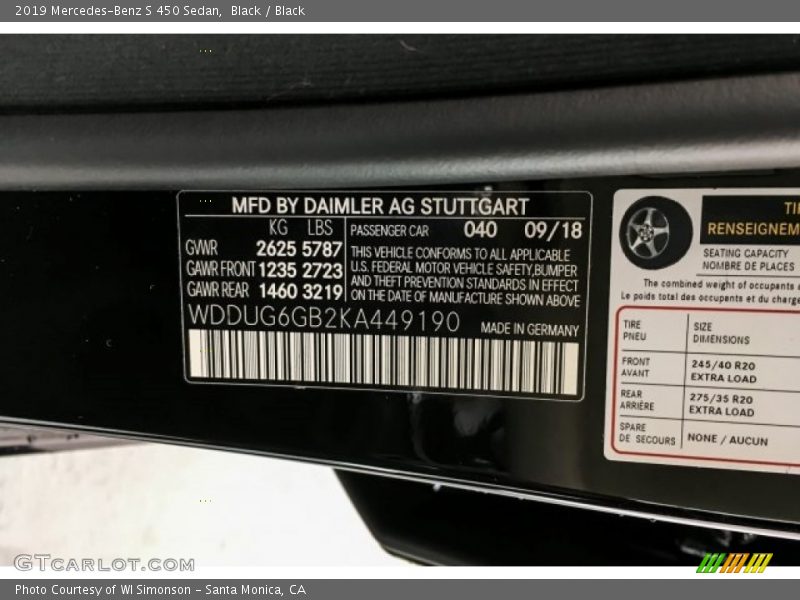 2019 Mercedes-Benz S 450 Sedan, Black / Black
MFD BY DAIMLER AG STUTTGART
KG LBS
GVWR 2625 5787
GAWR FRONT 1235 2723
GAWR REAR 1460 3219
PASSENGER CAR 040 09/18
THIS VEHICLE CONFORMS TO ALL APPLICABLE
U.S. FEDERAL MOTOR VEHICLE SAFETY,BUMPER
AND THEFT PREVENTION STANDARDS IN EFFECT
ON THE DATE OF MANUFACTURE SHOWN ABOVE
WDDUG6GB2KA449190 MADE IN GERMANY
RENSEIGNEM
SEATING CAPACITY
NOMBRE DE PLACES
The combined weight of occupants
Le poids total des occupants et du charge
TIRE
PNEU
SIZE
DIMENSIONS
FRONT
AVANT
245/40 R20
EXTRA LOAD
REAR
ARRIÈRE
275/35 R20
EXTRA LOAD
SPARE
DE SECOURS
NONE / AUCUN
GTCARLOT.COM
Photo Courtesy of WI Simonson - Santa Monica, CA